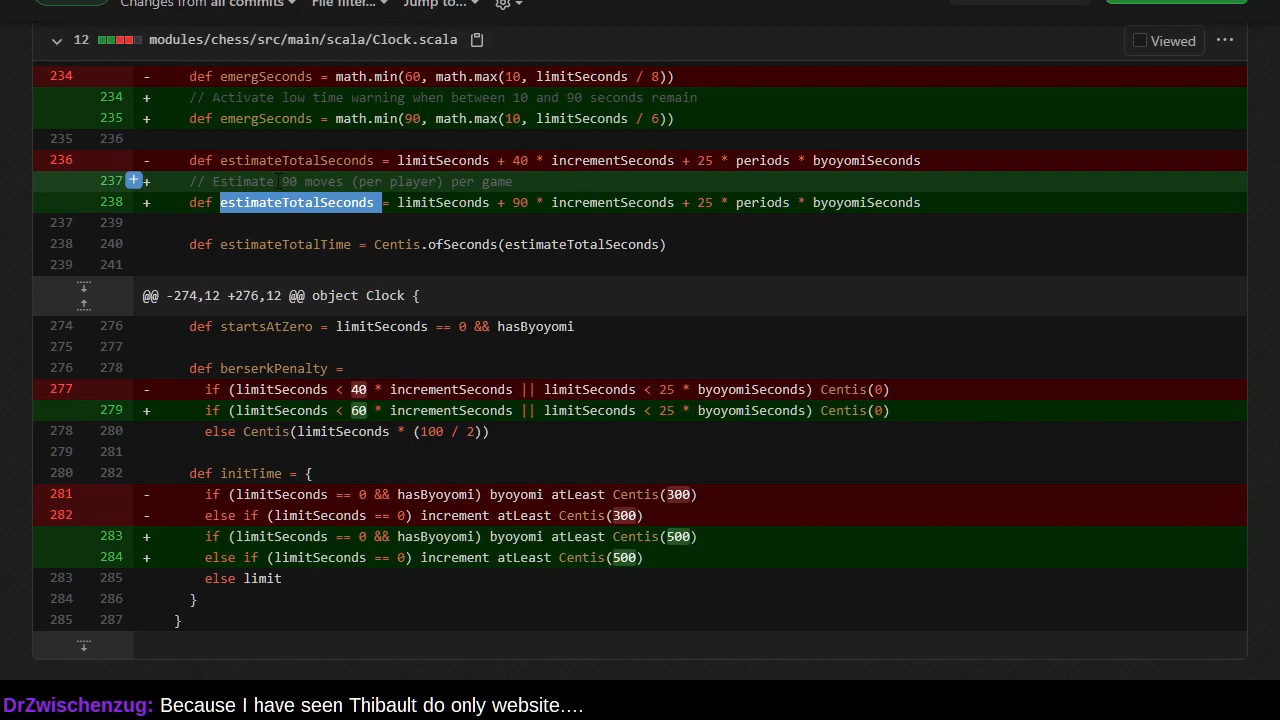 Changes from all commits File filter... Jump to...
12 modules/chess/src/main/scala/Clock.scala Viewed ...
234 - def emergSeconds = math.min(60, math.max(10, limitSeconds / 8))
234 + // Activate low time warning when between 10 and 90 seconds remain
235 + def emergSeconds = math.min(90, math.max(10, limitSeconds / 6))
235 236
236 - def estimateTotalSeconds = limitSeconds + 40 * incrementSeconds + 25 * periods * byoyomiSeconds
237 + // Estimate 90 moves (per player) per game
238 + def estimateTotalSeconds = limitSeconds + 90 * incrementSeconds + 25 * periods * byoyomiSeconds
237 239
238 240 def estimateTotalTime = Centis.ofSeconds(estimateTotalSeconds)
239 241
@@ -274,12 +276,12 @@ object Clock {
274 276 def startsAtZero = limitSeconds == 0 && hasByoyomi
275 277
276 278 def berserkPenalty =
277 - if (limitSeconds < 40 * incrementSeconds || limitSeconds < 25 * byoyomiSeconds) Centis(0)
279 + if (limitSeconds < 60 * incrementSeconds || limitSeconds < 25 * byoyomiSeconds) Centis(0)
278 280 else Centis(limitSeconds * (100 / 2))
279 281
280 282 def initTime = {
281 - if (limitSeconds == 0 && hasByoyomi) byoyomi atLeast Centis(300)
282 - else if (limitSeconds == 0) increment atLeast Centis(300)
283 + if (limitSeconds == 0 && hasByoyomi) byoyomi atLeast Centis(500)
284 + else if (limitSeconds == 0) increment atLeast Centis(500)
283 285 else limit
284 286 }
285 287 }
DrZwischenzug: Because I have seen Thibault do only website....